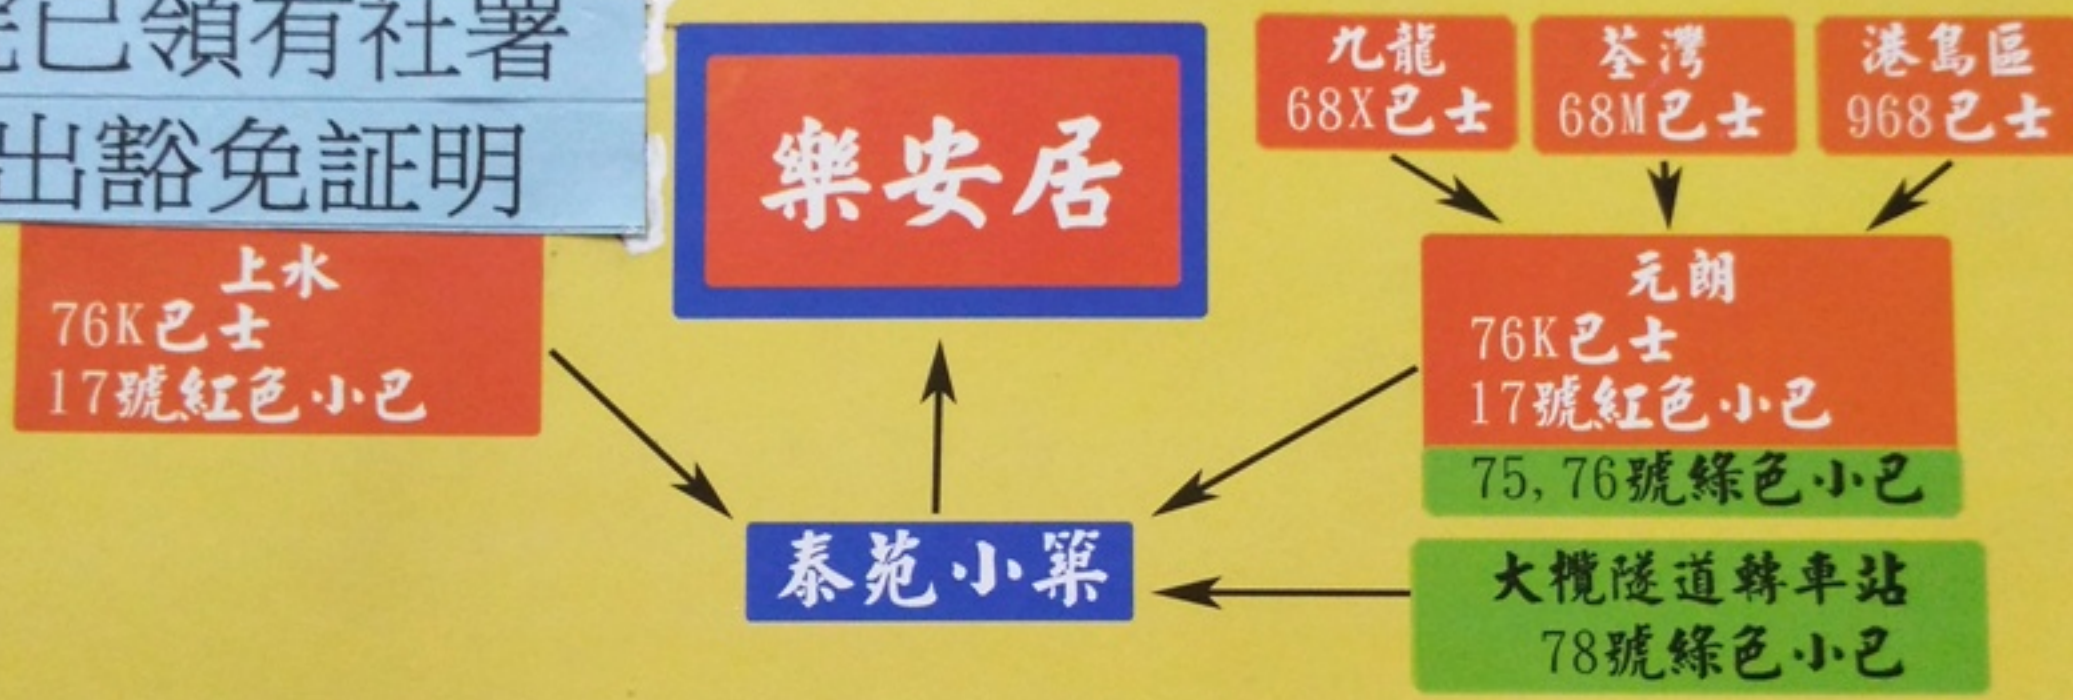 已領有社署
出豁免証明
樂安居
九龍
68X巴士
荃灣
68M巴士
港島區
968巴士
上水
76K巴士
17號紅色小巴
元朗
76K巴士
17號紅色小巴
75,76號綠色小巴
泰苑小築
大欖隧道轉車站
78號綠色小巴